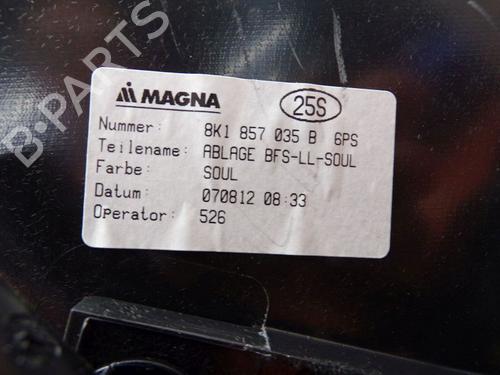 MAGNA
25S
Nummer: 8K1 857 035 B 6PS
Teilename: ABLAGE BFS-LL-SOUL
Farbe: SOUL
Datum: 070812 08:33
Operator: 526
B-PARTS